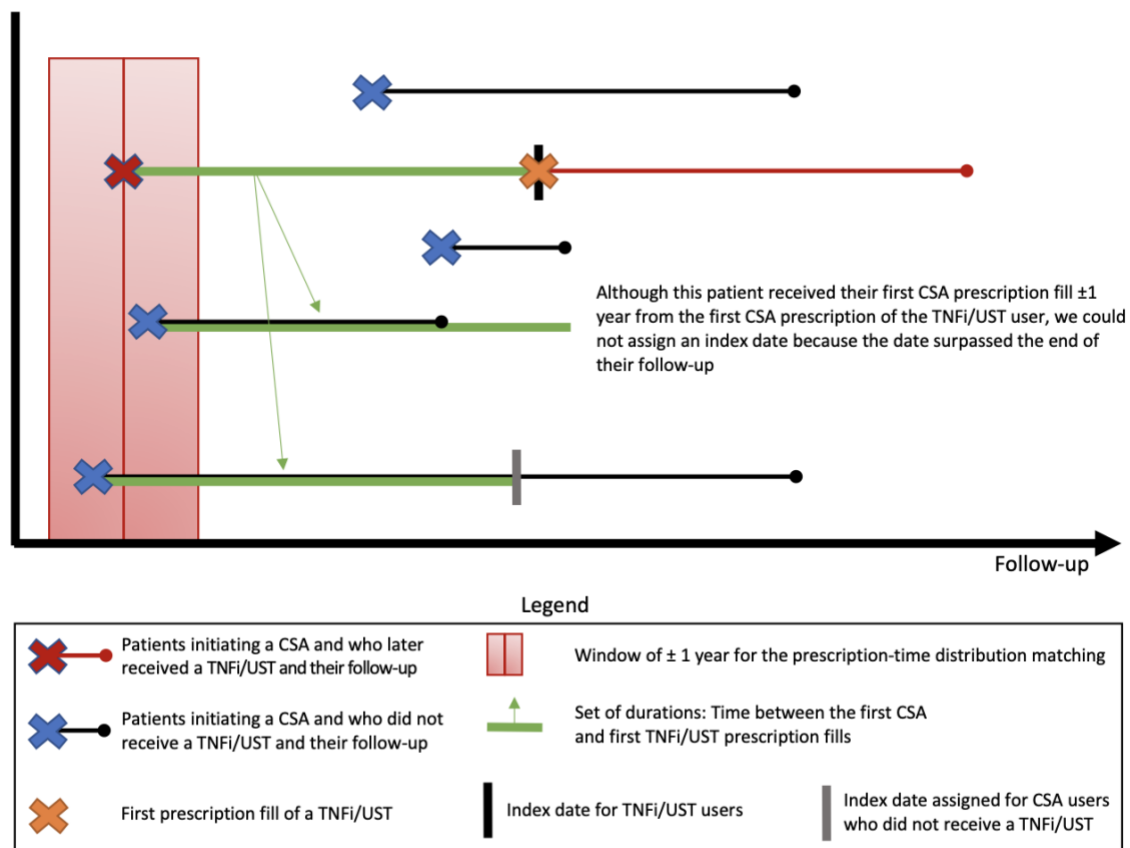 Although this patient received their first CSA prescription fill ±1
year from the first CSA prescription of the TNFi/UST user, we could
not assign an index date because the date surpassed the end of
their follow-up
Follow-up
Legend
Patients initiating a CSA and who later
received a TNFi/UST and their follow-up
Window of ± 1 year for the prescription-time distribution matching
Patients initiating a CSA and who did not
receive a TNFi/UST and their follow-up
Set of durations: Time between the first CSA
and first TNFi/UST prescription fills
First prescription fill of a TNFi/UST
Index date for TNFi/UST users
Index date assigned for CSA users
who did not receive a TNFi/UST